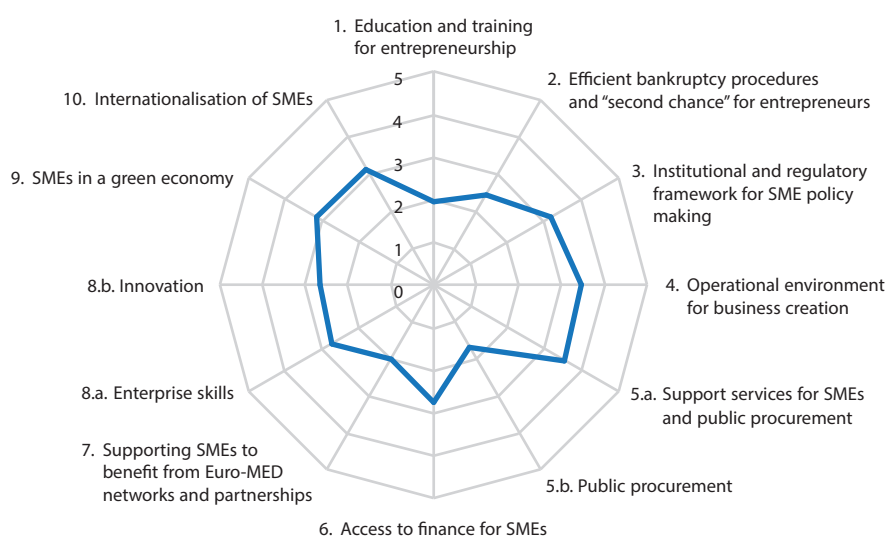 1. Education and training
for entrepreneurship
2. Efficient bankruptcy procedures
and “second chance” for entrepreneurs
3. Institutional and regulatory
framework for SME policy
making
4. Operational environment
for business creation
5.a. Support services for SMEs
and public procurement
5.b. Public procurement
6. Access to finance for SMEs
7. Supporting SMEs to
benefit from Euro-MED
networks and partnerships
8.a. Enterprise skills
8.b. Innovation
9. SMEs in a green economy
10. Internationalisation of SMEs
5
4
3
2
1
0